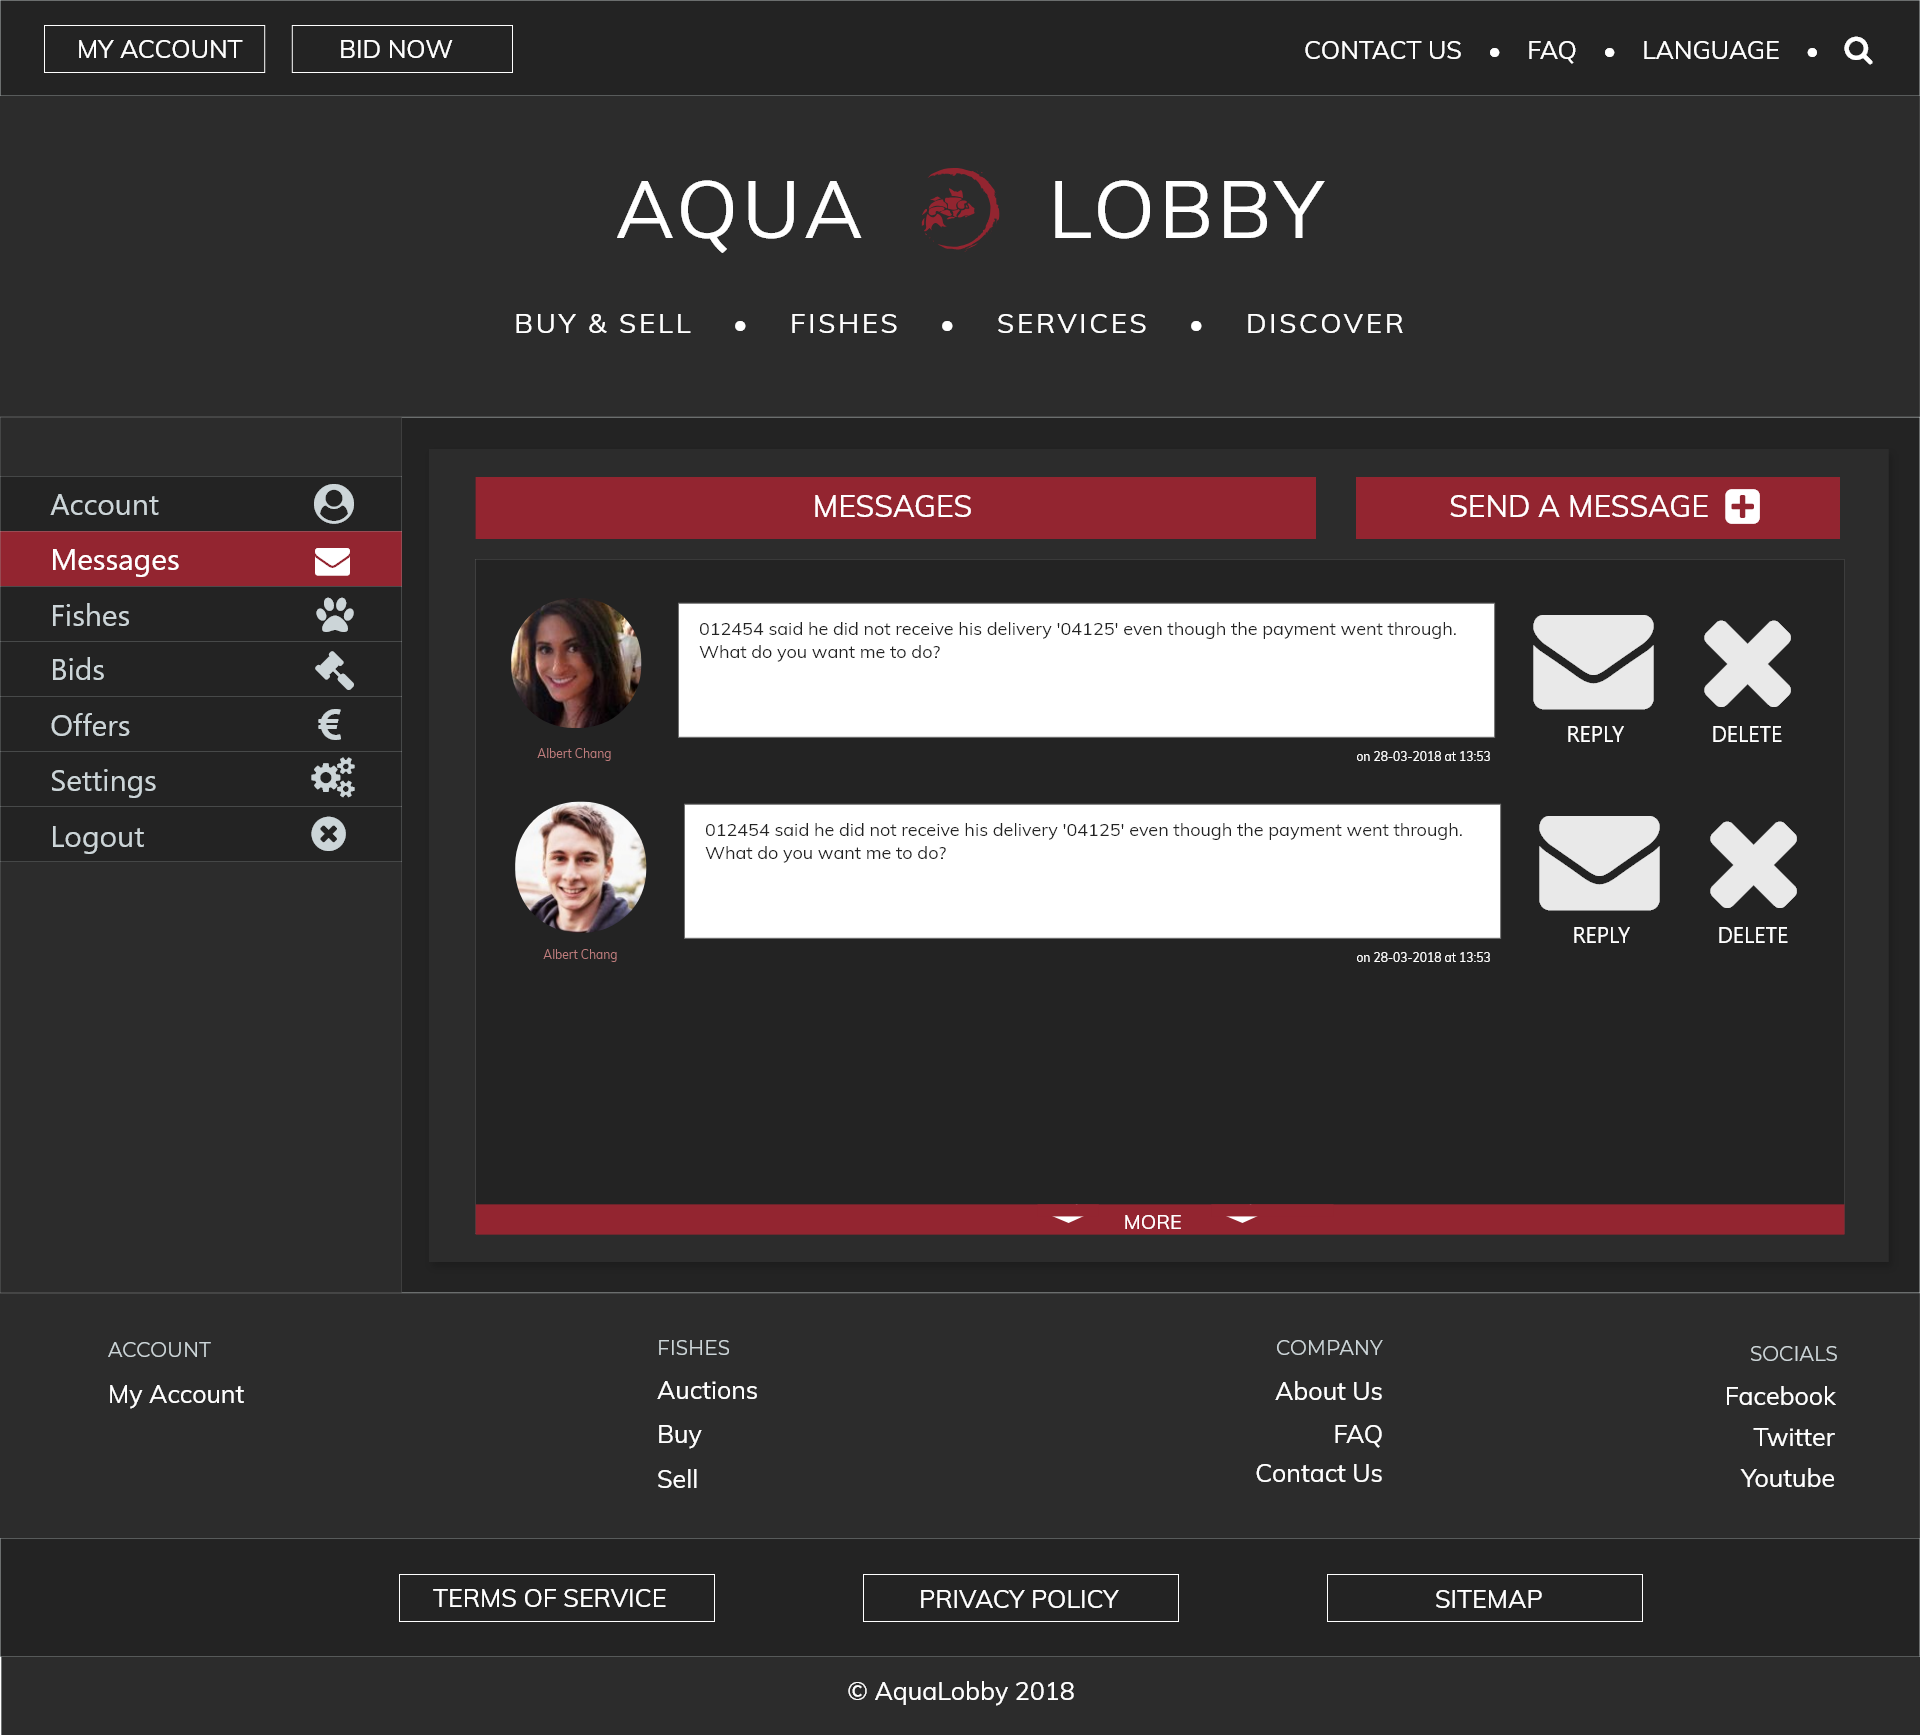 MY ACCOUNT
BID NOW
CONTACT US • FAQ • LANGUAGE •
AQUA LOBBY
BUY & SELL • FISHES • SERVICES • DISCOVER
Account
Messages
Fishes
Bids
Offers
Settings
Logout
MESSAGES
SEND A MESSAGE
012454 said he did not receive his delivery '04125' even though the payment went through.
What do you want me to do?
Albert Chang
on 28-03-2018 at 13:53
REPLY
DELETE
012454 said he did not receive his delivery '04125' even though the payment went through.
What do you want me to do?
Albert Chang
on 28-03-2018 at 13:53
REPLY
DELETE
MORE
ACCOUNT
My Account
FISHES
Auctions
Buy
Sell
COMPANY
About Us
FAQ
Contact Us
SOCIALS
Facebook
Twitter
Youtube
TERMS OF SERVICE
PRIVACY POLICY
SITEMAP
© AquaLobby 2018